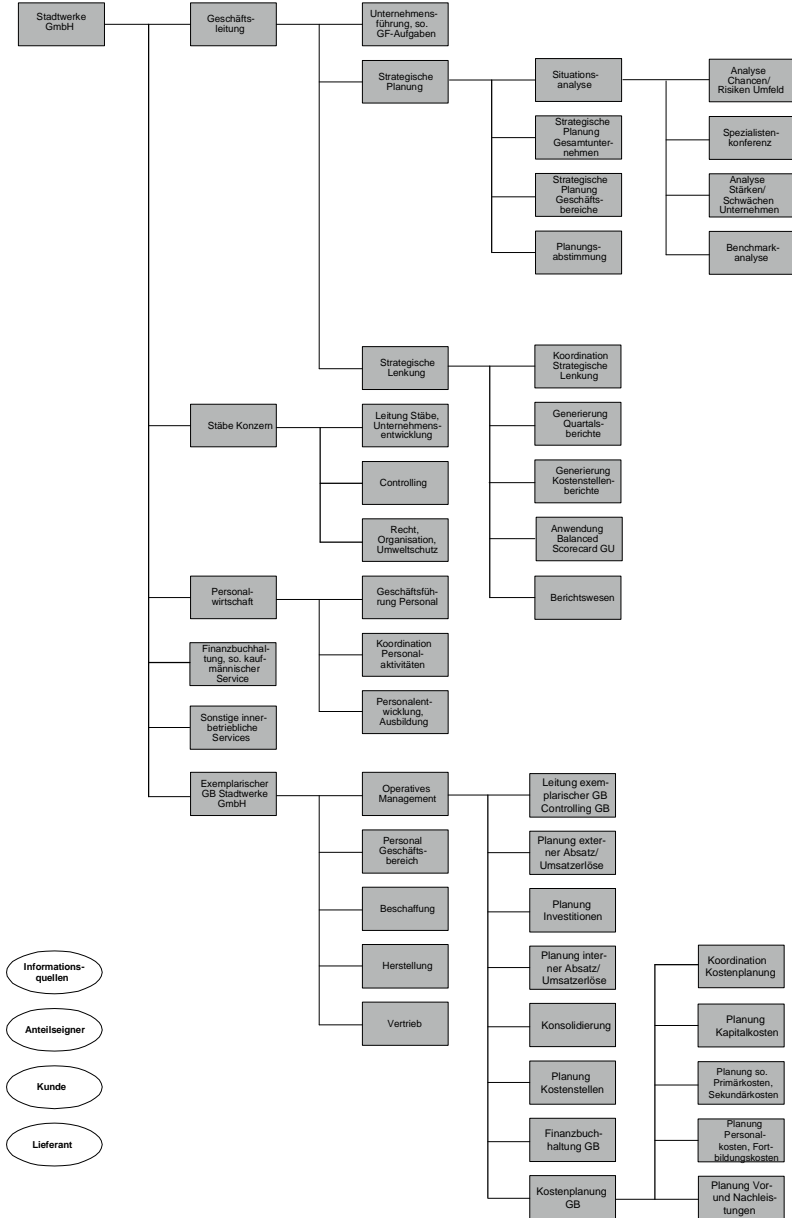 Stadtwerke
GmbH
Geschäfts-
leitung
Unternehmens-
führung, so.
GF-Aufgaben
Strategische
Planung
Situations-
analyse
Analyse
Chancen/
Risiken Umfeld
Strategische
Planung
Gesamtunter-
nehmen
Spezialisten-
konferenz
Strategische
Planung
Geschäfts-
bereiche
Analyse
Stärken/
Schwächen
Unternehmen
Planungs-
abstimmung
Benchmark-
analyse
Strategische
Lenkung
Koordination
Strategische
Lenkung
Stäbe Konzern
Leitung Stäbe,
Unternehmens-
entwicklung
Generierung
Quartals-
berichte
Controlling
Generierung
Kostenstellen-
berichte
Recht,
Organisation,
Umweltschutz
Anwendung
Balanced
Scorecard GU
Personal-
wirtschaft
Geschäftsfüh-
rung Personal
Berichtswesen
Finanzbuchhal-
tung, so. kauf-
männischer
Service
Koordination
Personal-
aktivitäten
Sonstige inner-
betriebliche
Services
Personalent-
wicklung,
Ausbildung
Exemplarischer
GB Stadtwerke
GmbH
Operatives
Management
Leitung exem-
plarischer GB
Controlling GB
Personal
Geschäfts-
bereich
Planung exter-
ner Absatz/
Umsatzerlöse
Beschaffung
Planung
Investitionen
Herstellung
Planung inter-
ner Absatz/
Umsatzerlöse
Koordination
Kostenplanung
Vertrieb
Konsolidierung
Planung
Kapitalkosten
Planung
Kostenstellen
Planung so.
Primärkosten,
Sekundärkosten
Finanzbuch-
haltung GB
Planung
Personal-
kosten, Fort-
bildungskosten
Kostenplanung
GB
Planung Vor-
und Nachleis-
tungen
Informations-
quellen
Anteilseigner
Kunde
Lieferant